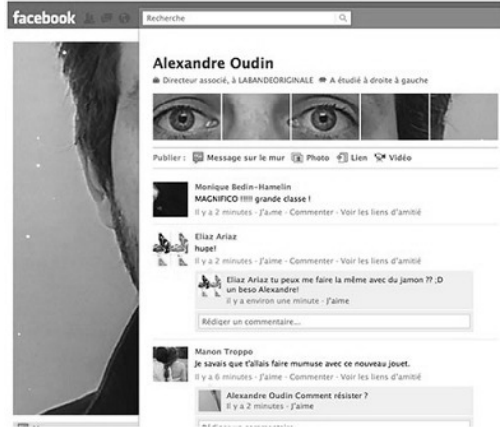 facebook
Recherche
Alexandre Oudin
Directeur associé, à LABANDEORIGINALE A étudié à droite à gauche
Publier : Message sur le mur Photo Lien Vidéo
Monique Bedin-Hamelin
MAGNIFICO !!!!! grande classe !
Il y a 2 minutes · J'aime · Commenter · Voir les liens d'amitié
Eliaz Ariaz
huge!
Il y a 2 minutes · J'aime · Commenter · Voir les liens d'amitié
Eliaz Ariaz tu peux me faire la même avec du jamon ?? ;D
un beso Alexandre!
il y a environ une minute · J'aime
Rédiger un commentaire...
Manon Troppo
Je savais que t'allais faire mumuse avec ce nouveau jouet.
Il y a 6 minutes · J'aime · Commenter · Voir les liens d'amitié
Alexandre Oudin Comment résister ?
Il y a 2 minutes · J'aime